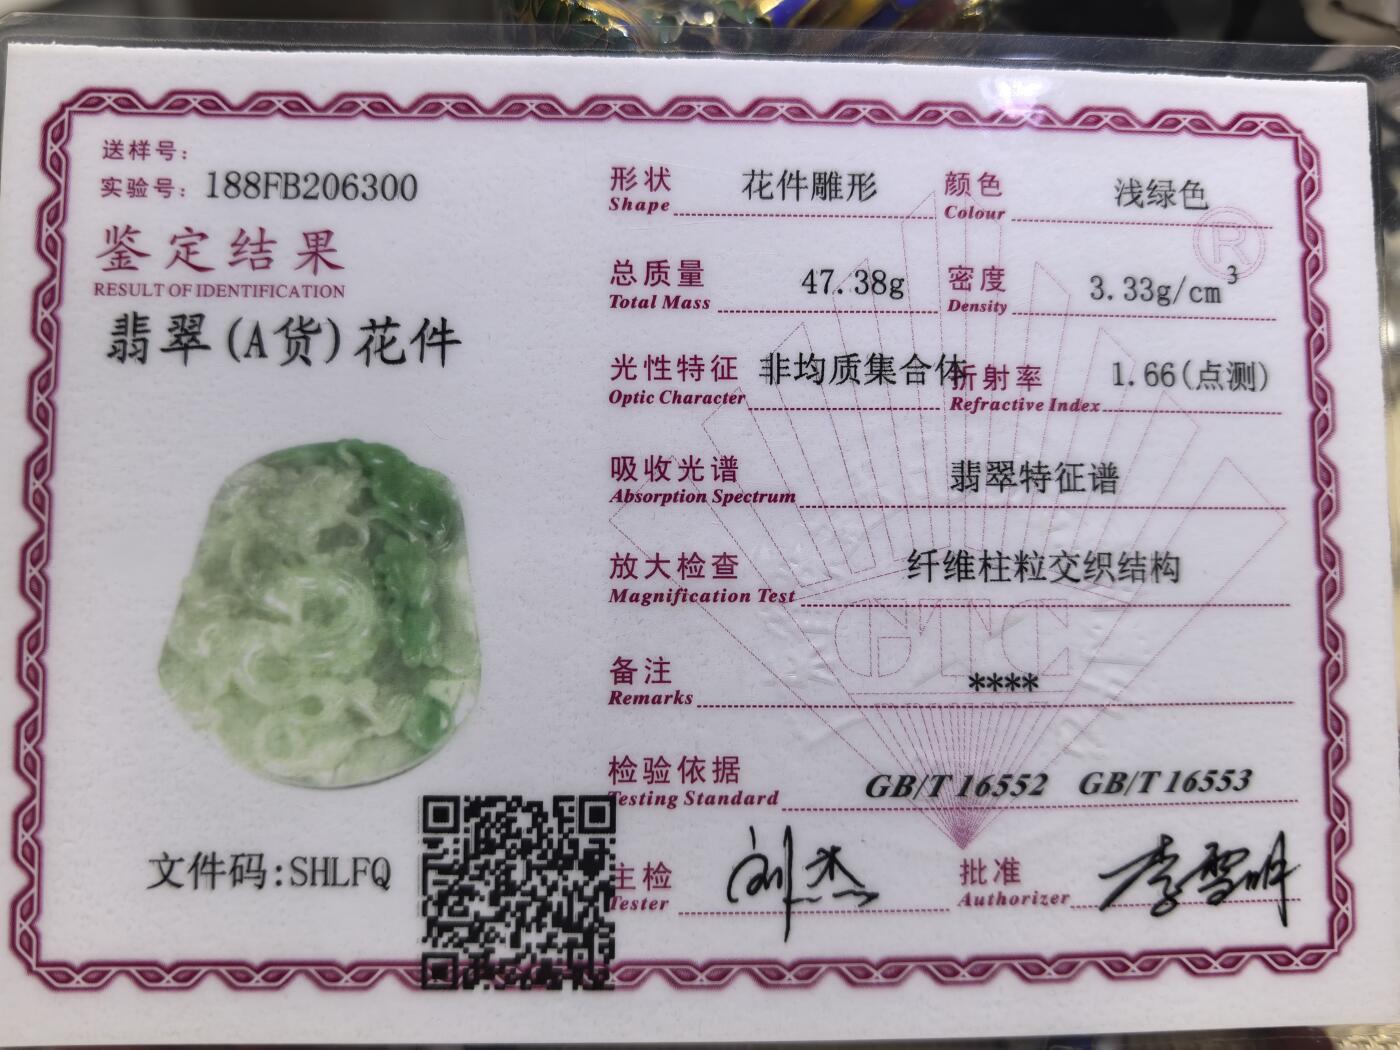 送样号:
实验号: 188FB206300
鉴定结果
RESULT OF IDENTIFICATION
翡翠(A货)花件
文件码:SHLFQ
形状 花件雕形 颜色 浅绿色
Shape Colour
总质量 47.38g 密度 3.33g/cm³
Total Mass Density
光性特征 非均质集合体 折射率 1.66(点测)
Optic Character Refractive Index
吸收光谱 翡翠特征谱
Absorption Spectrum
放大检查 纤维柱粒交织结构
Magnification Test
备注 ****
Remarks
检验依据 GB/T 16552 GB/T 16553
Testing Standard
主检 刘杰 批准 李雪明
Tester Authorizer
GTC
®